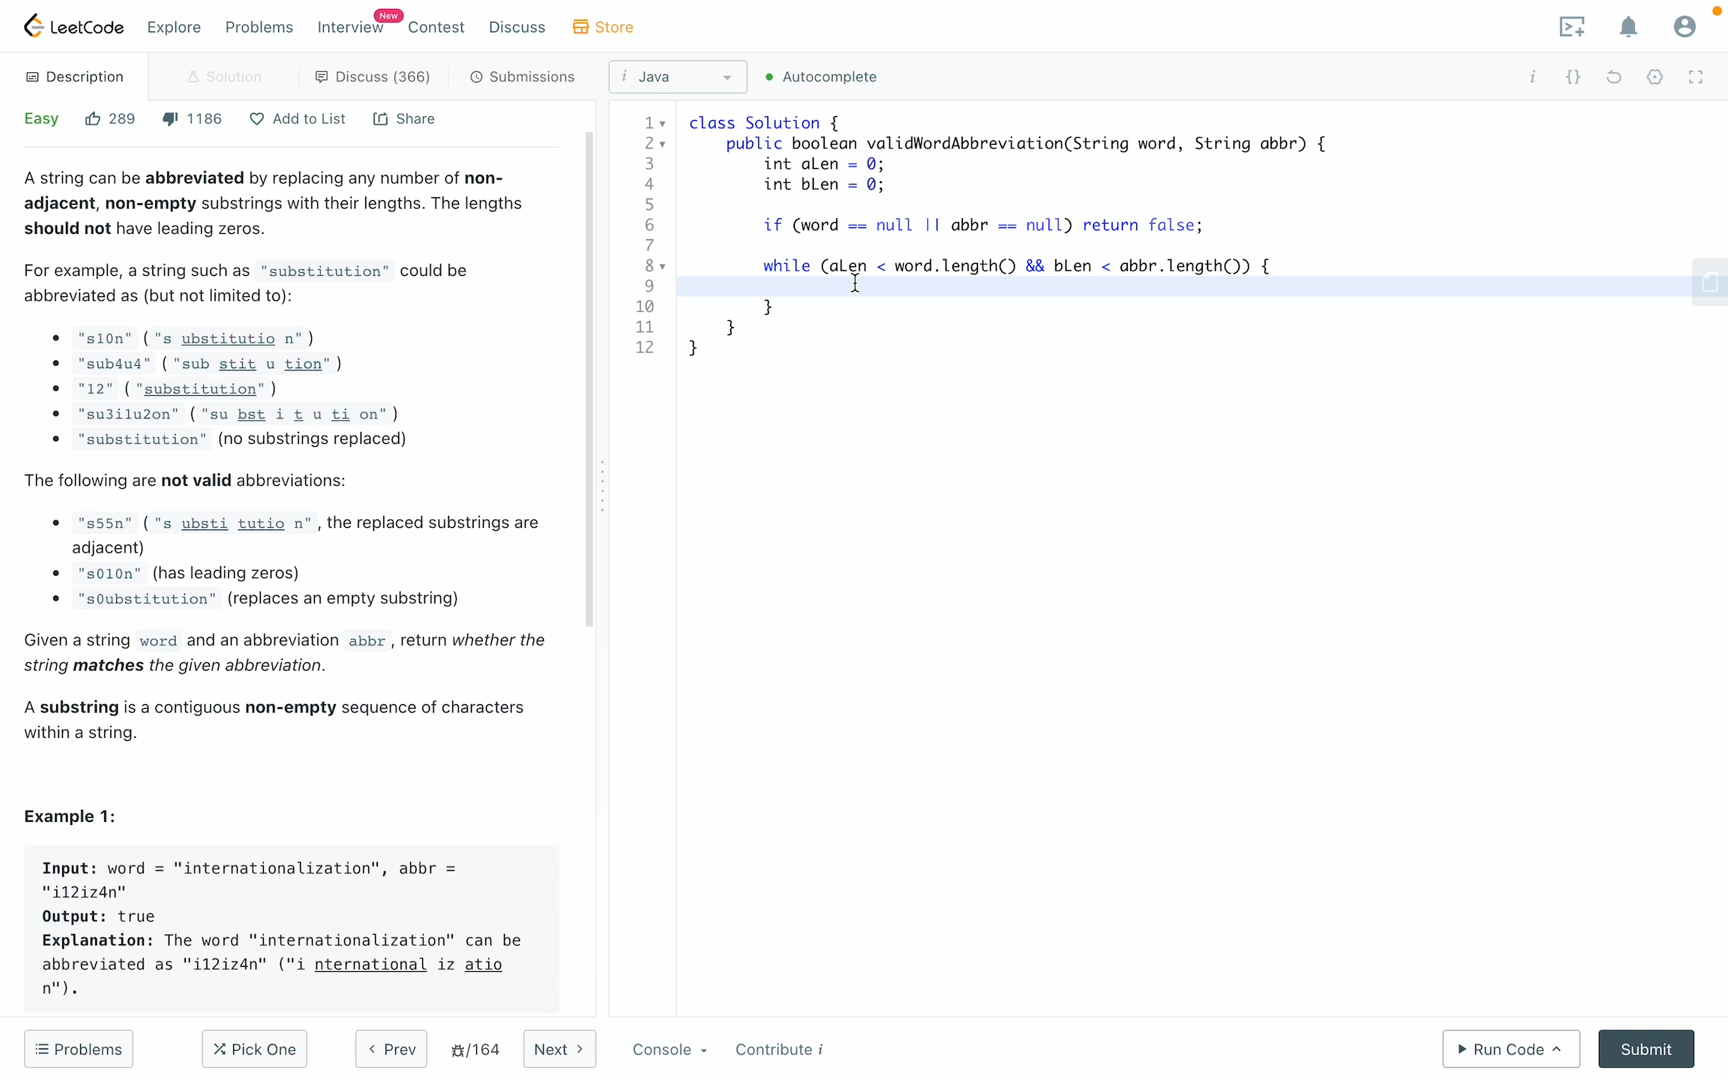 LeetCode Explore Problems Interview New Contest Discuss Store
Description Solution Discuss (366) Submissions i Java Autocomplete
Easy 289 1186 Add to List Share
A string can be abbreviated by replacing any number of non-
adjacent, non-empty substrings with their lengths. The lengths
should not have leading zeros.
For example, a string such as "substitution" could be
abbreviated as (but not limited to):
• "s10n" ("s ubstitutio n")
• "sub4u4" ("sub stit u tion")
• "12" ("substitution")
• "su3i1u2on" ("su bst i t u ti on")
• "substitution" (no substrings replaced)
The following are not valid abbreviations:
• "s55n" ("s ubsti tutio n", the replaced substrings are
adjacent)
• "s010n" (has leading zeros)
• "s0ubstitution" (replaces an empty substring)
Given a string word and an abbreviation abbr, return whether the
string matches the given abbreviation.
A substring is a contiguous non-empty sequence of characters
within a string.
Example 1:
Input: word = "internationalization", abbr =
"i12iz4n"
Output: true
Explanation: The word "internationalization" can be
abbreviated as "i12iz4n" ("i nternational iz atio
n").
1 class Solution {
2 public boolean validWordAbbreviation(String word, String abbr) {
3 int aLen = 0;
4 int bLen = 0;
5
6 if (word == null || abbr == null) return false;
7
8 while (aLen < word.length() && bLen < abbr.length()) {
9
10 }
11 }
12 }
Problems Pick One < Prev /164 Next > Console Contribute i Run Code Submit